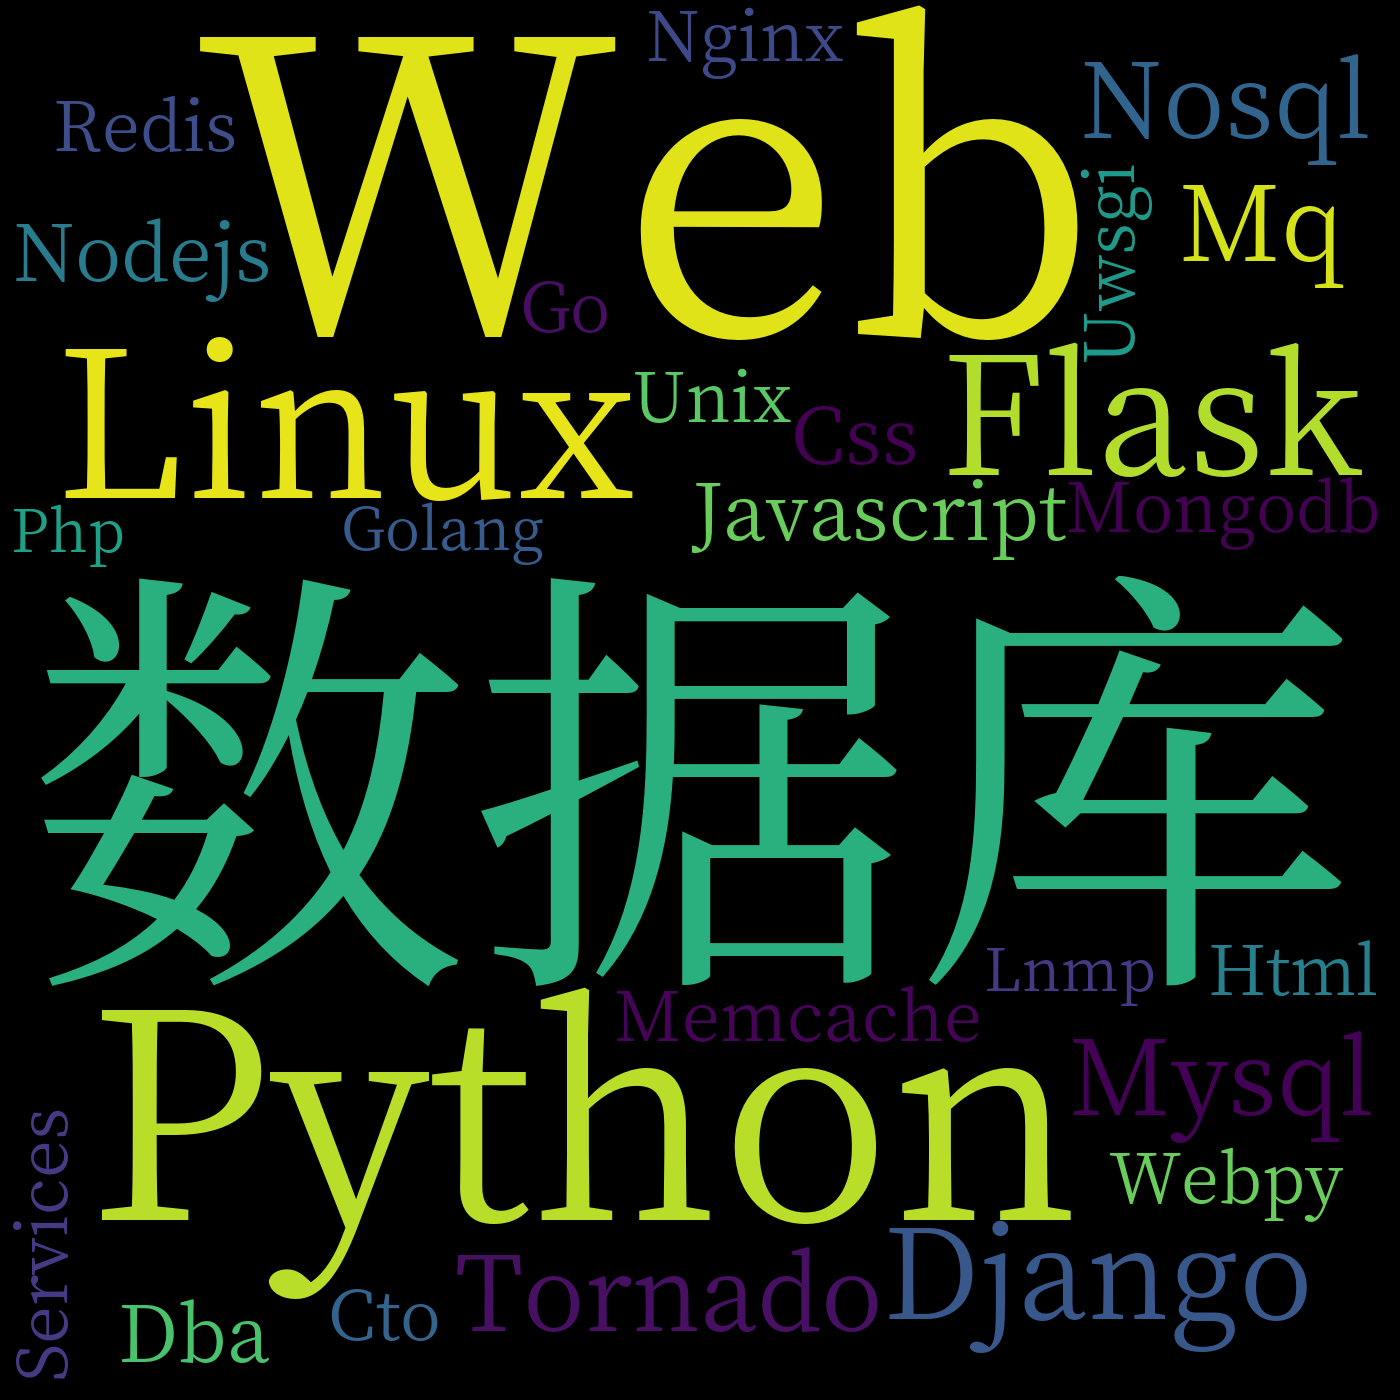 Web
Nginx
Nosql
Redis
Uwsgi
Mq
Nodejs
Go
Linux
Unix
Css
Flask
Php
Golang
Javascript
Mongodb
数据库
Lnmp
Html
Python
Memcache
Mysql
Services
Webpy
Dba
Cto
Tornado
Django